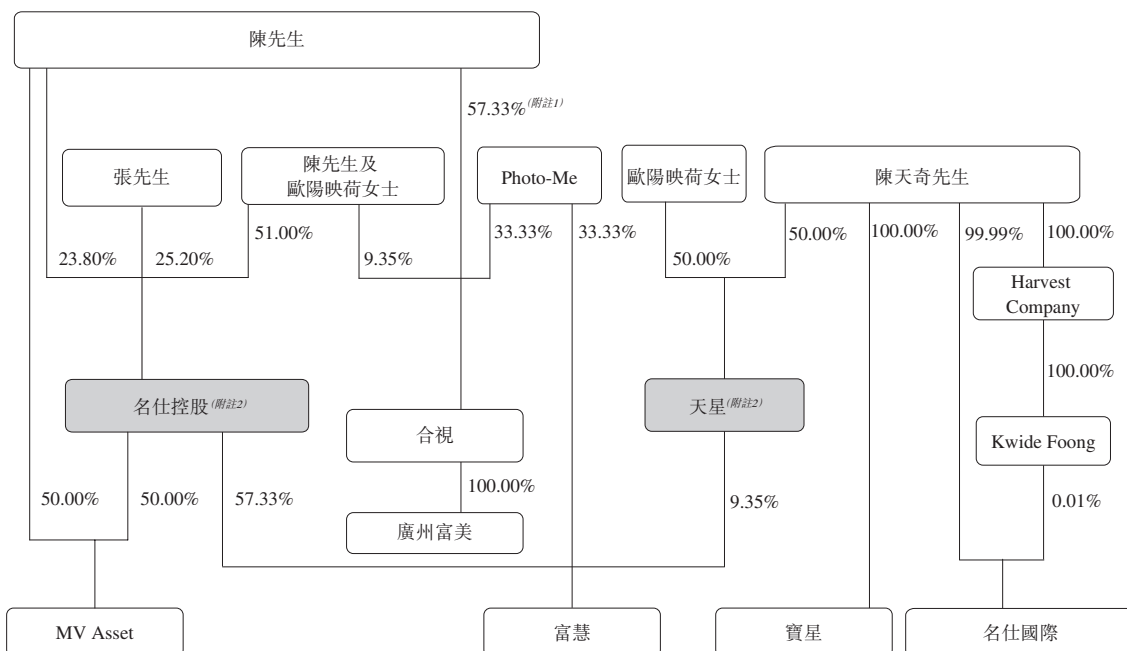 陳先生
57.33%(附註1)
張先生
陳先生及
歐陽映荷女士
Photo-Me
歐陽映荷女士
陳天奇先生
23.80%
25.20%
51.00%
9.35%
33.33%
33.33%
50.00%
50.00%
100.00%
99.99%
100.00%
Harvest
Company
100.00%
名仕控股(附註2)
合視
天星(附註2)
Kwide Foong
50.00%
50.00%
57.33%
100.00%
9.35%
0.01%
廣州富美
MV Asset
富慧
寶星
名仕國際